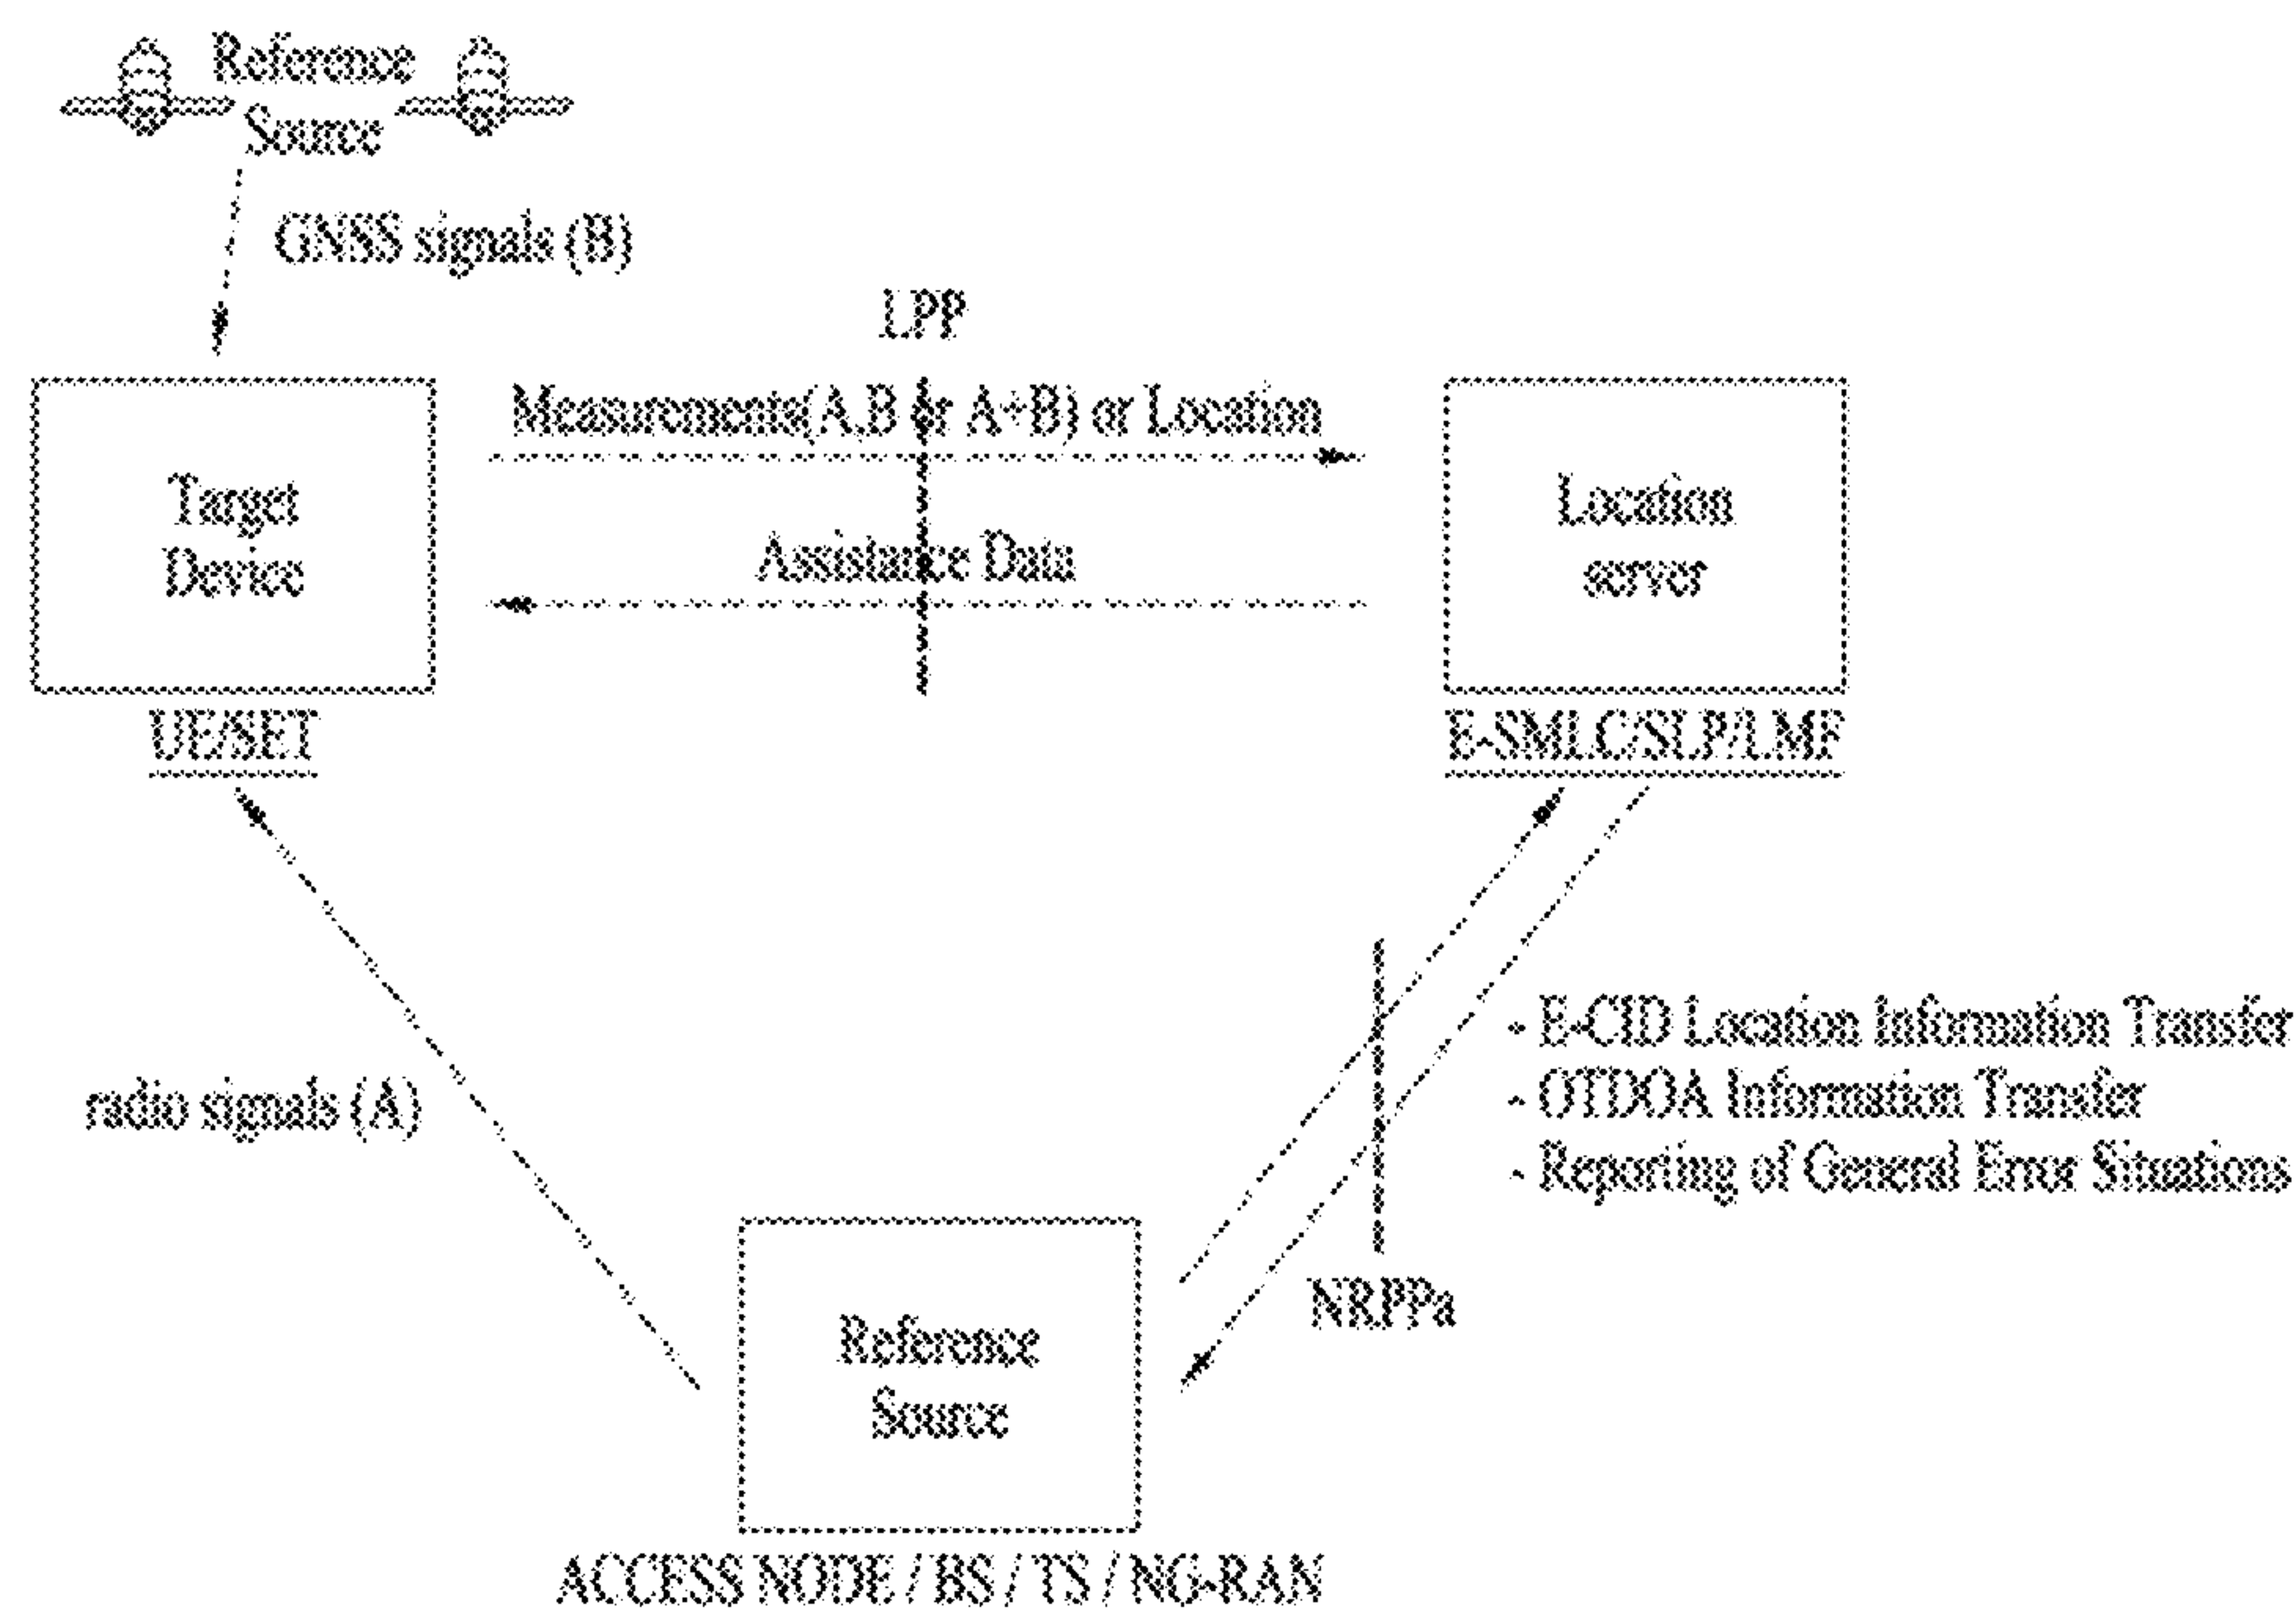 Reference
Source
GNSS signals (B)
LPP
Measurements(A,B or A+B) or Location
Target
Device
Assistance Data
Location
server
UE/SET
E-SMLC/SLP/LMF
radio signals (A)
- E-CID Location Information Transfer
- OTDOA Information Transfer
- Reporting of General Error Situations
NRPPa
Reference
Source
ACCESS NODE / BS / TS / NG-RAN